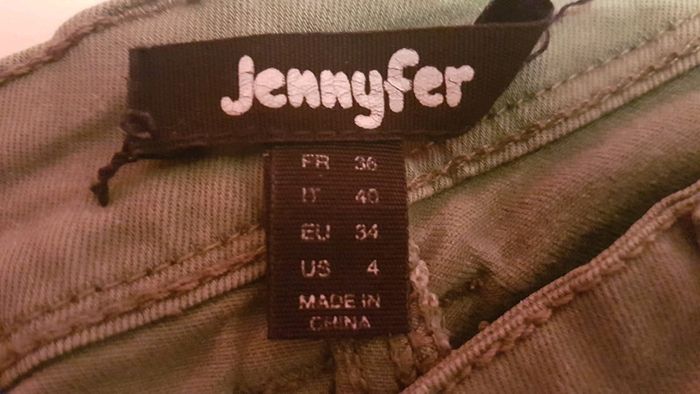 Jennyfer
FR 36
IT 40
EU 34
US 4
MADE IN
CHINA